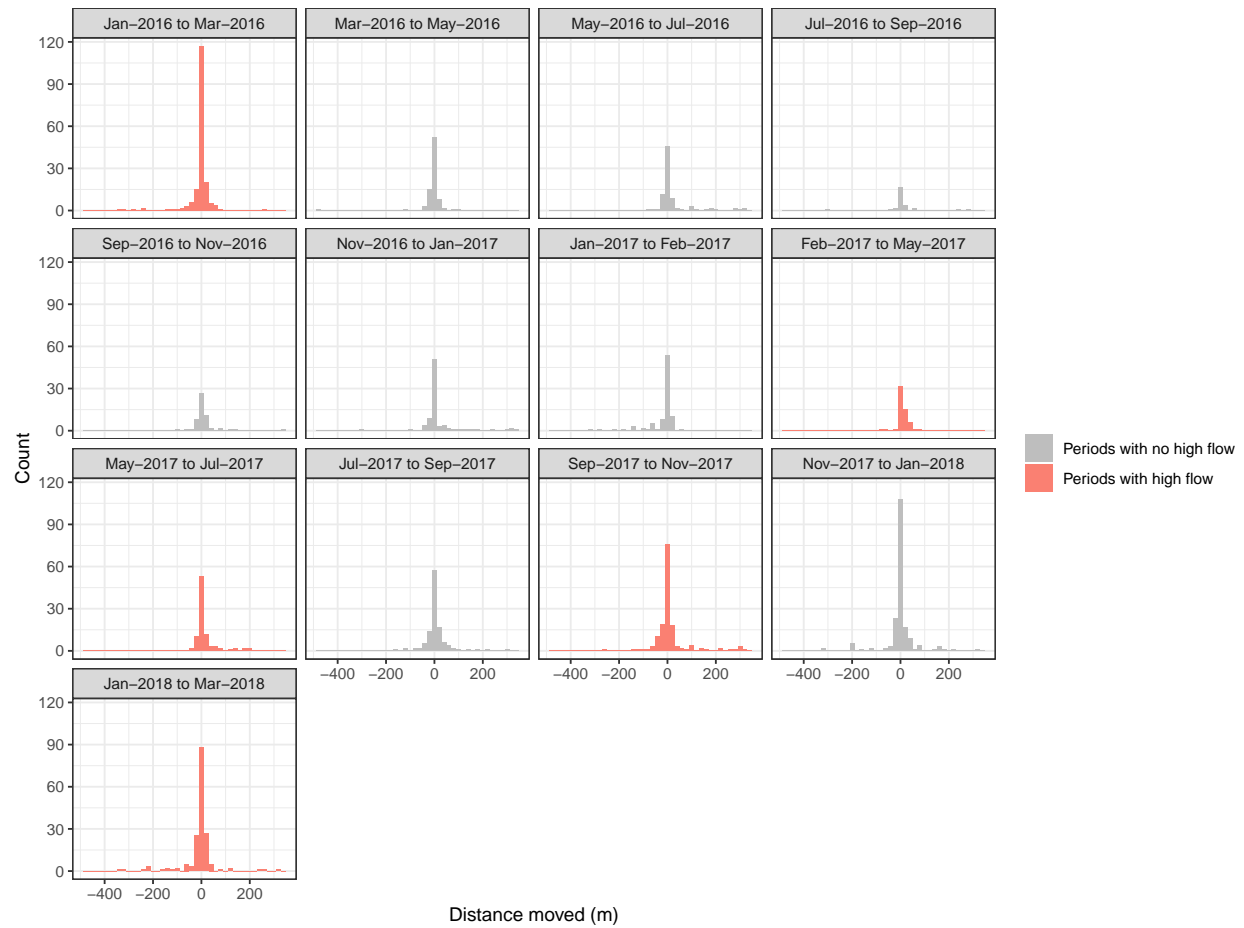 Jan−2016 to Mar−2016
Mar−2016 to May−2016
May−2016 to Jul−2016
Jul−2016 to Sep−2016
120
90
60
30
0
Sep−2016 to Nov−2016
Nov−2016 to Jan−2017
Jan−2017 to Feb−2017
Feb−2017 to May−2017
120
90
60
30
0
May−2017 to Jul−2017
Jul−2017 to Sep−2017
Sep−2017 to Nov−2017
Nov−2017 to Jan−2018
120
90
60
30
0
−400 −200 0 200
−400 −200 0 200
−400 −200 0 200
Jan−2018 to Mar−2018
120
90
60
30
0
−400 −200 0 200
Distance moved (m)
Count
Periods with no high flow
Periods with high flow